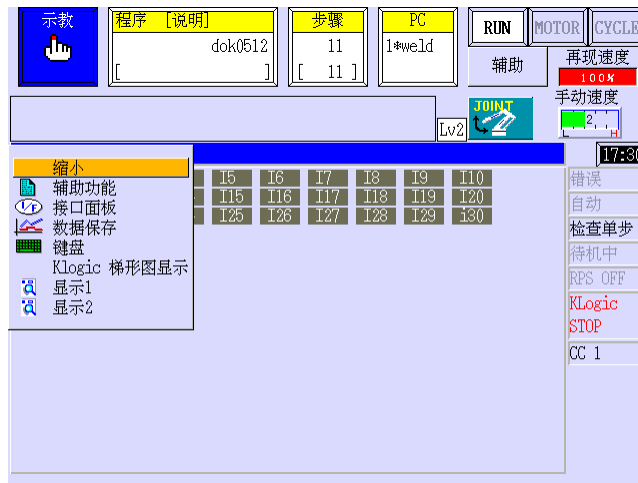 示教
程序 [说明]
步骤
PC
RUN
MOTOR
CYCLE
dok0512
11
1*weld
[ ]
[ 11 ]
辅助
再现速度
100%
手动速度
2
L H
Lv2
JOINT
17:30
缩小
辅助功能
I/F 接口面板
数据保存
键盘
Klogic 梯形图显示
显示1
显示2
I5 I6 I7 I8 I9 I10
I15 I16 I17 I18 I19 I20
I25 I26 I27 I28 I29 i30
错误
自动
检查单步
待机中
RPS OFF
KLogic
STOP
CC 1